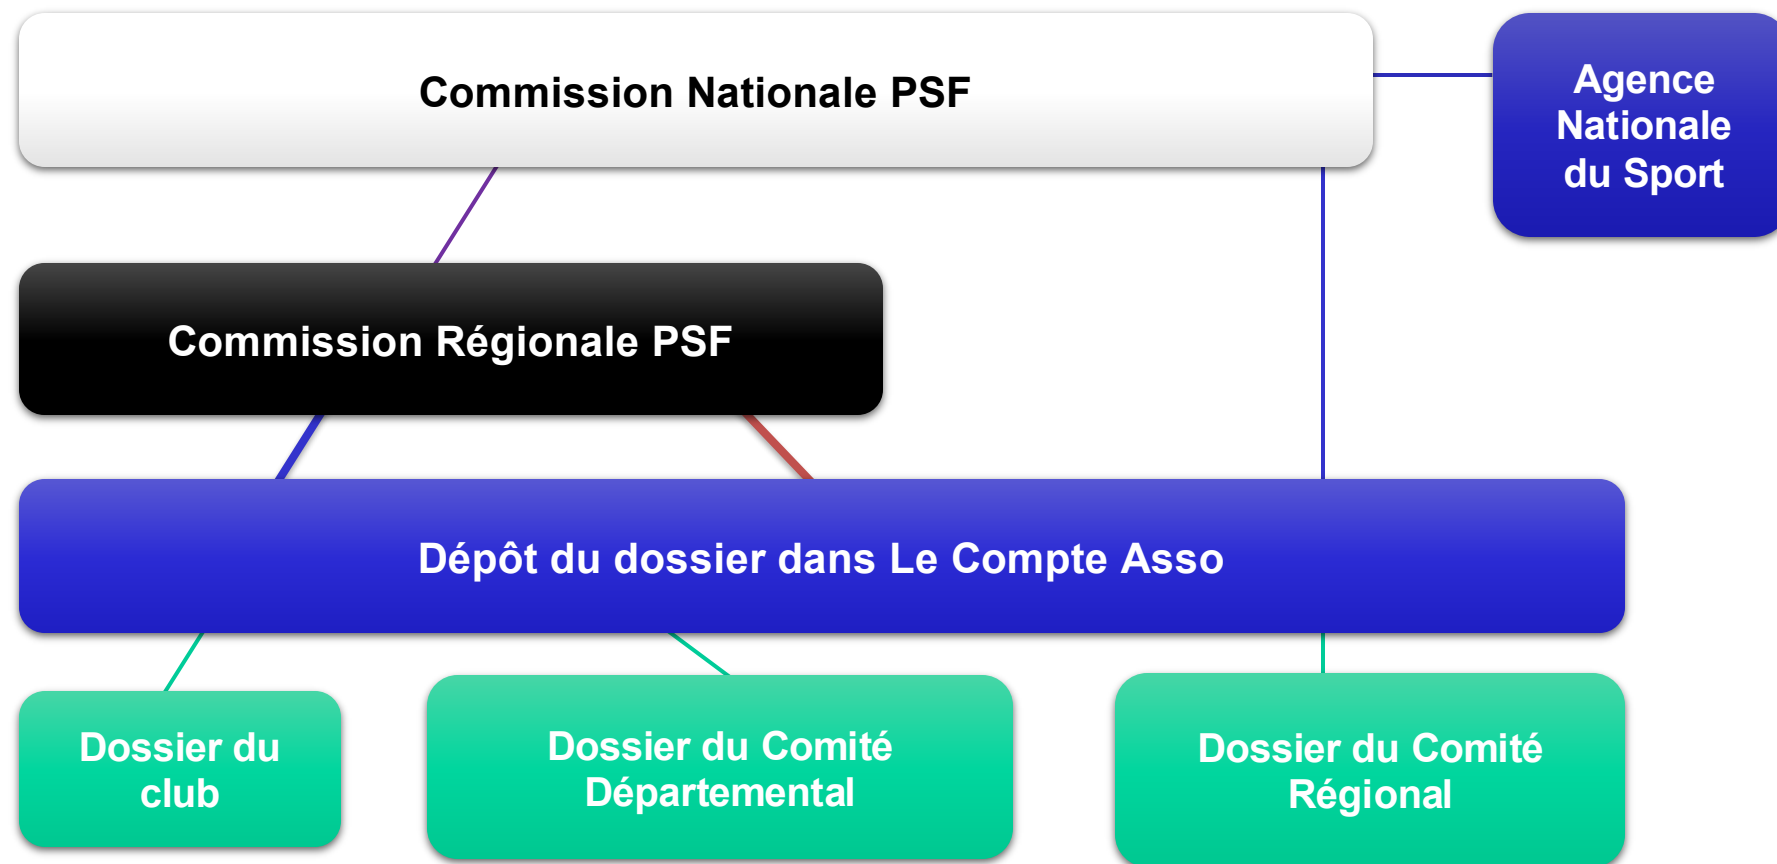 Commission Nationale PSF
Agence
Nationale
du Sport
Commission Régionale PSF
Dépôt du dossier dans Le Compte Asso
Dossier du
club
Dossier du Comité
Départemental
Dossier du Comité
Régional